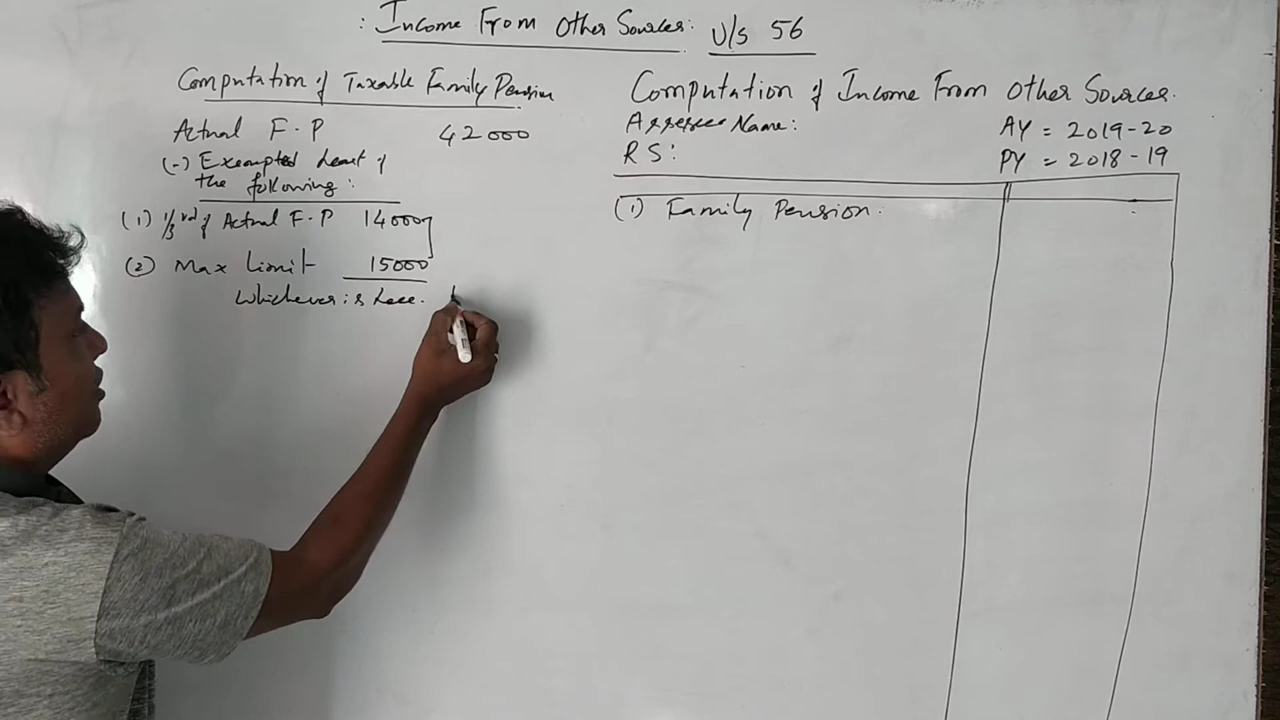 : Income From Other Sources: U/S 56
Computation of Taxable Family Pension
Actual F.P 42000
(-) Exempted Least of
the following:
(1) 1/3rd of Actual F.P 14000
(2) Max Limit 15000
Whichever is Less.
Computation of Income From Other Sources.
Assessee Name: AY = 2019-20
RS: PY = 2018-19
(1) Family Pension.